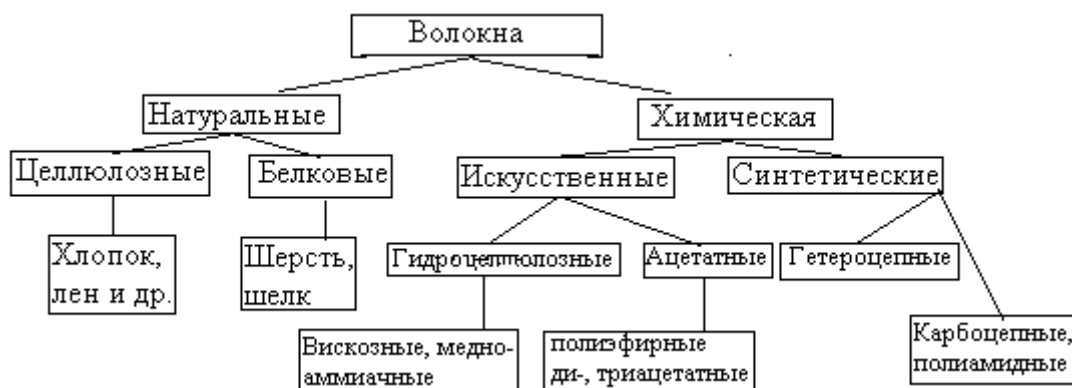 Волокна
Натуральные
Химическая
Целлюлозные
Белковые
Искусственные
Синтетические
Хлопок,
лен и др.
Шерсть,
шелк
Гидроцеллюлозные
Ацетатные
Гетероцепные
Вискозные, медно-
аммиачные
полиэфирные
ди-, триацетатные
Карбоцепные,
полиамидные